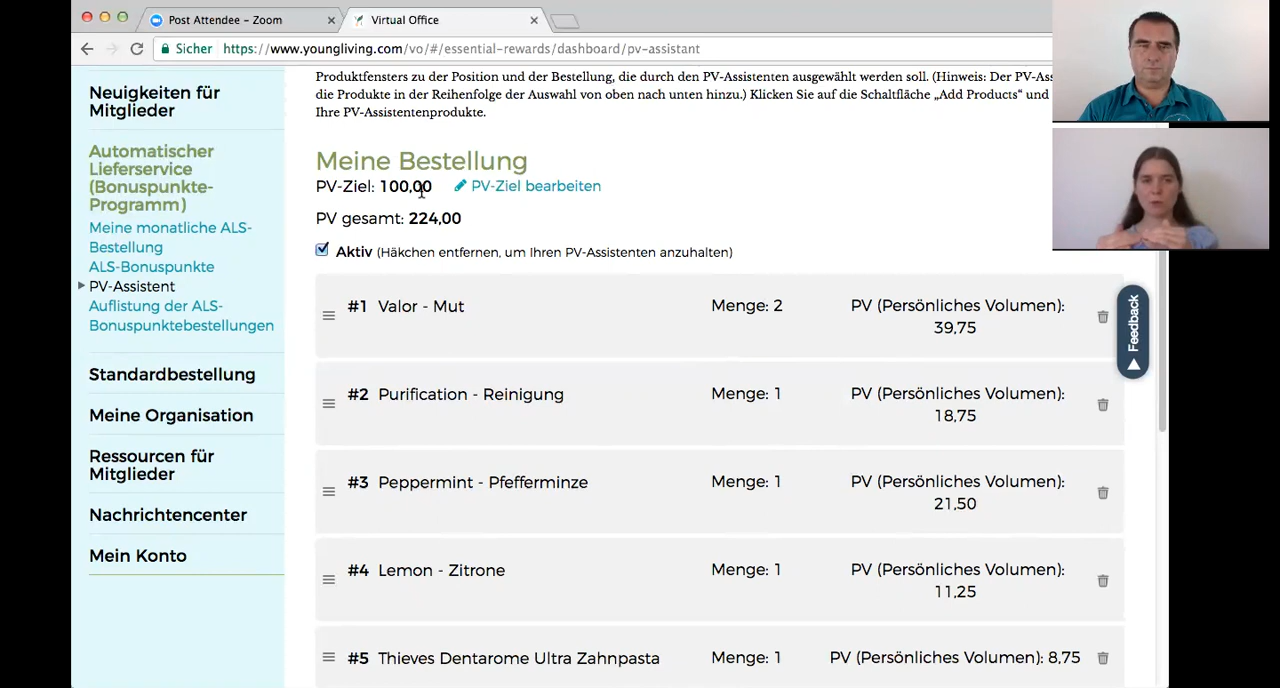 Post Attendee - Zoom
Virtual Office
Sicher
https://www.youngliving.com/vo/#/essential-rewards/dashboard/pv-assistant
Neuigkeiten für
Mitglieder
Automatischer
Lieferservice
(Bonuspunkte-
Programm)
Meine monatliche ALS-
Bestellung
ALS-Bonuspunkte
PV-Assistent
Auflistung der ALS-
Bonuspunktebestellungen
Standardbestellung
Meine Organisation
Ressourcen für
Mitglieder
Nachrichtencenter
Mein Konto
Produktfensters zu der Position und der Bestellung, die durch den PV-Assistenten ausgewählt werden soll. (Hinweis: Der PV-
die Produkte in der Reihenfolge der Auswahl von oben nach unten hinzu.) Klicken Sie auf die Schaltfläche „Add Products“ und
Ihre PV-Assistentenprodukte.
Meine Bestellung
PV-Ziel: 100,00 PV-Ziel bearbeiten
PV gesamt: 224,00
Aktiv (Häkchen entfernen, um Ihren PV-Assistenten anzuhalten)
#1 Valor - Mut Menge: 2 PV (Persönliches Volumen):
39,75
#2 Purification - Reinigung Menge: 1 PV (Persönliches Volumen):
18,75
#3 Peppermint - Pfefferminze Menge: 1 PV (Persönliches Volumen):
21,50
#4 Lemon - Zitrone Menge: 1 PV (Persönliches Volumen):
11,25
#5 Thieves Dentarome Ultra Zahnpasta Menge: 1 PV (Persönliches Volumen): 8,75
Feedback